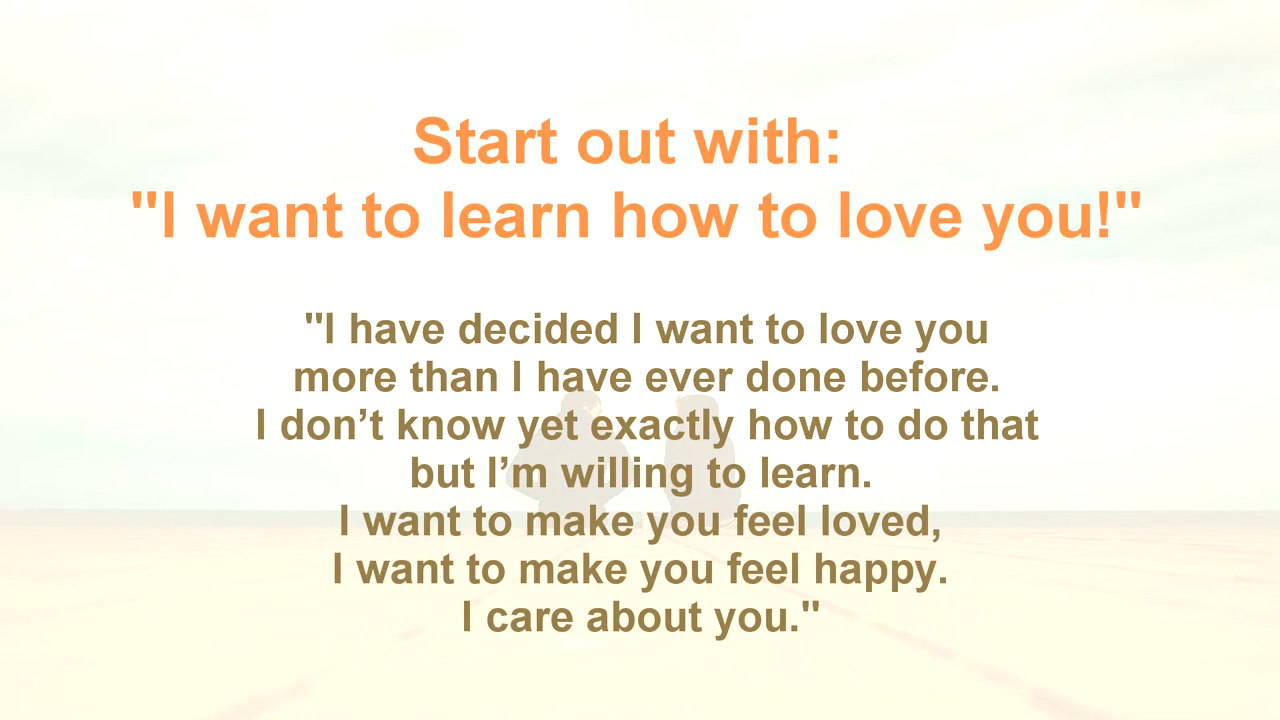 Start out with:
"I want to learn how to love you!"
"I have decided I want to love you
more than I have ever done before.
I don’t know yet exactly how to do that
but I’m willing to learn.
I want to make you feel loved,
I want to make you feel happy.
I care about you."